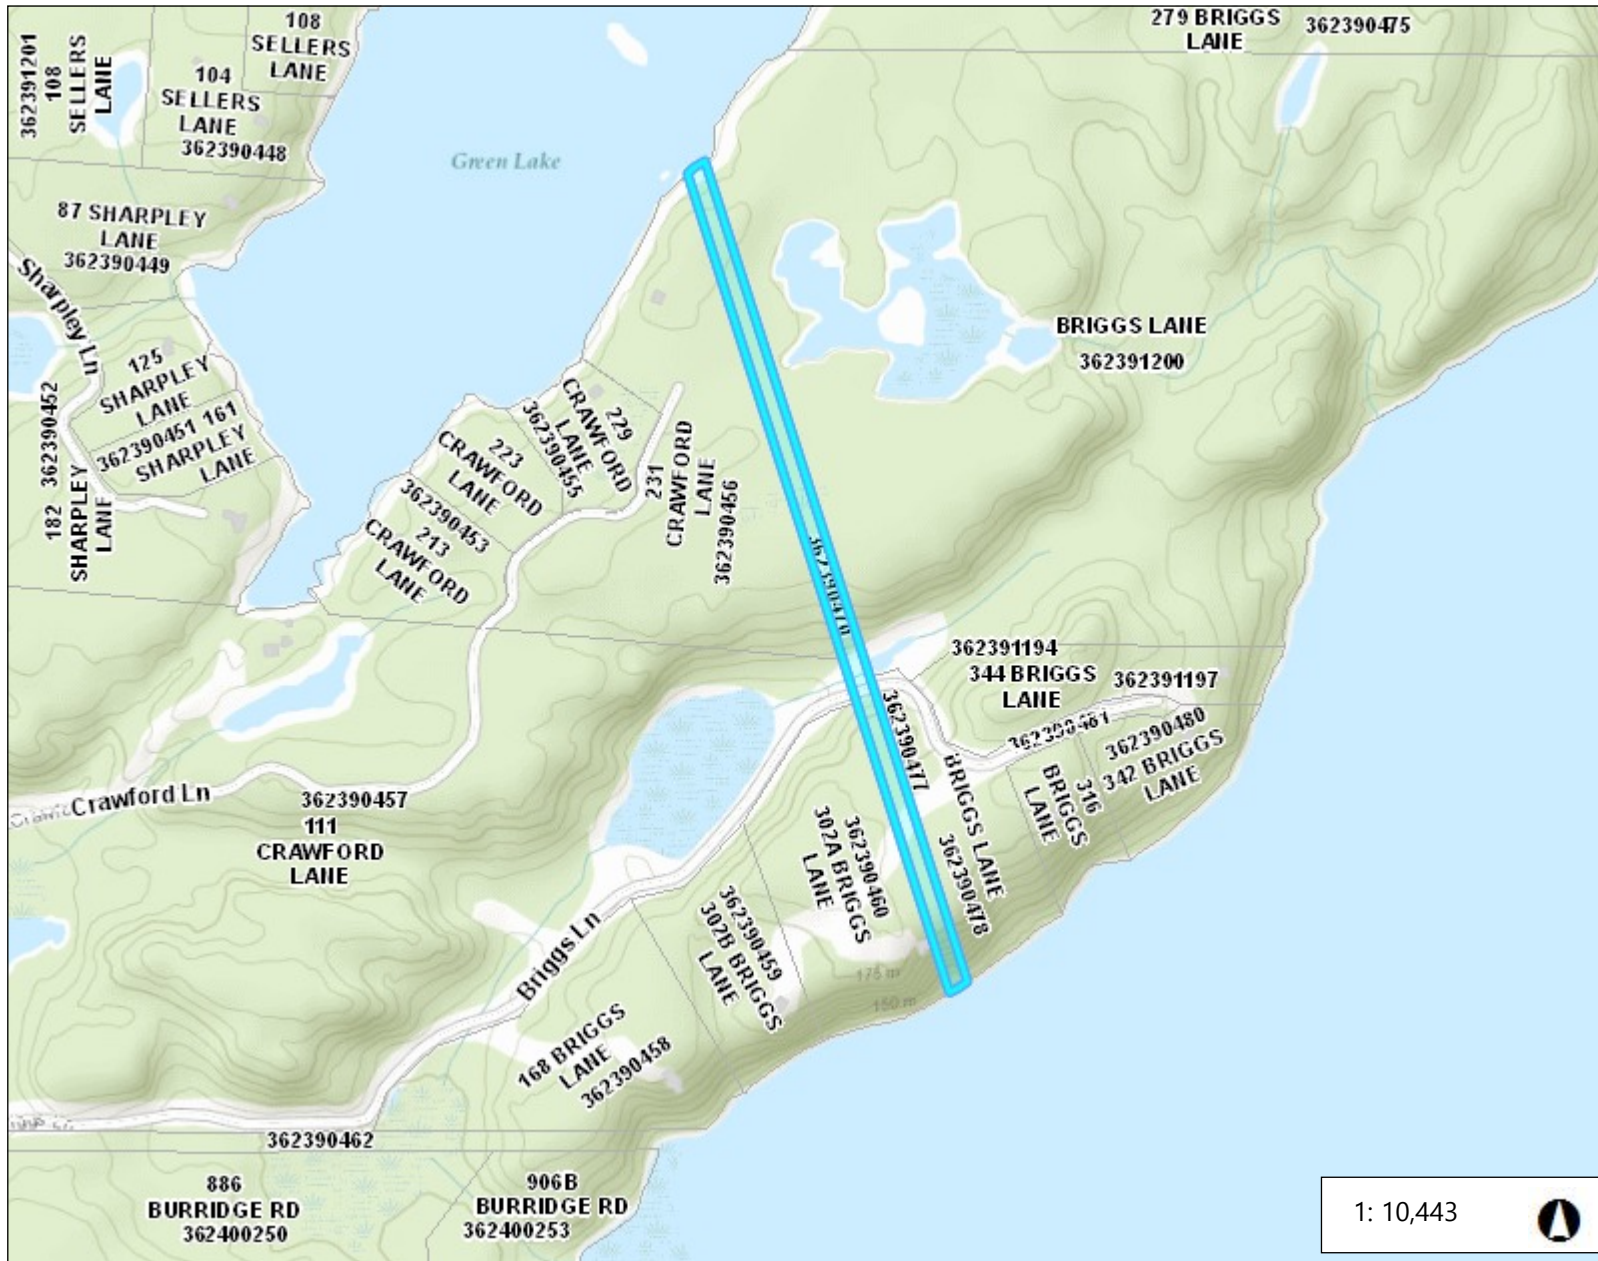 279 BRIGGS
LANE
362390475
108
SELLERS
LANE
362391201
108
SELLERS
LANE
104
SELLERS
LANE
362390448
Green Lake
87 SHARPLEY
LANE
362390449
Sharpley Ln
125
SHARPLEY
LANE
362390451
161
SHARPLEY
LANE
362390452
182
SHARPLEY
LANE
BRIGGS LANE
362391200
229
CRAWFORD
LANE
362390455
223
CRAWFORD
LANE
362390453
213
CRAWFORD
LANE
231
CRAWFORD
LANE
362390456
362391194
344 BRIGGS
LANE
362391197
362390481
362390480
342 BRIGGS
LANE
316
BRIGGS
LANE
362390477
BRIGGS LANE
362390478
362390460
302A BRIGGS
LANE
362390459
302B BRIGGS
LANE
175 m
150 m
Crawford Ln
362390457
111
CRAWFORD
LANE
Briggs Ln
168 BRIGGS
LANE
362390458
362390462
886
BURRIDGE RD
362400250
906B
BURRIDGE RD
362400253
1: 10,443